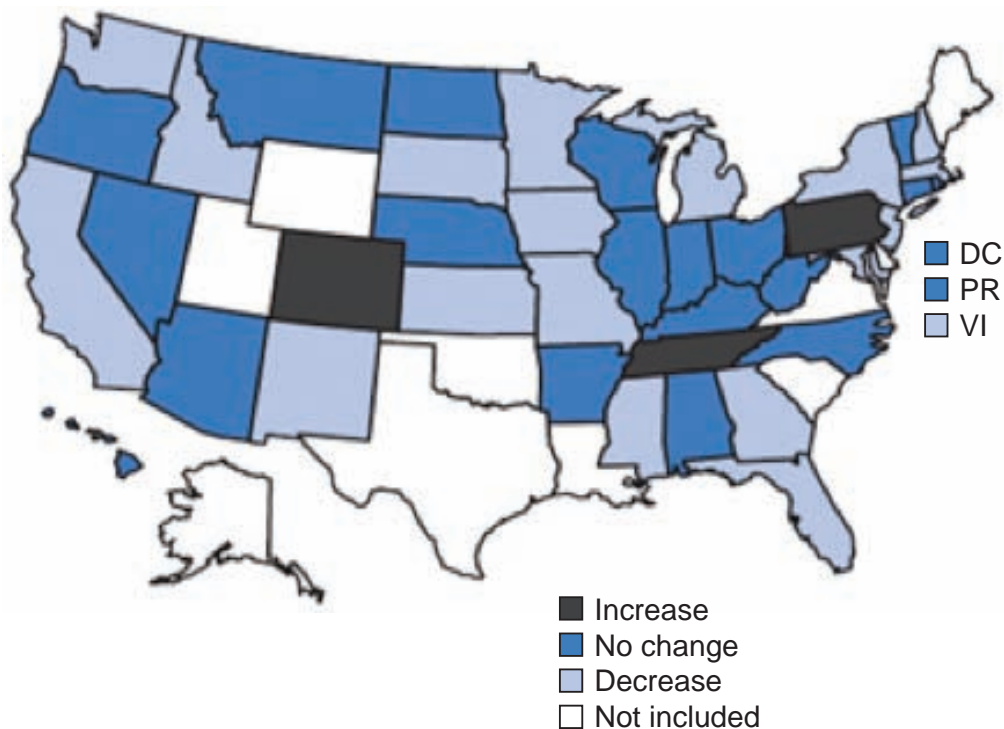 DC
PR
VI
Increase
No change
Decrease
Not included